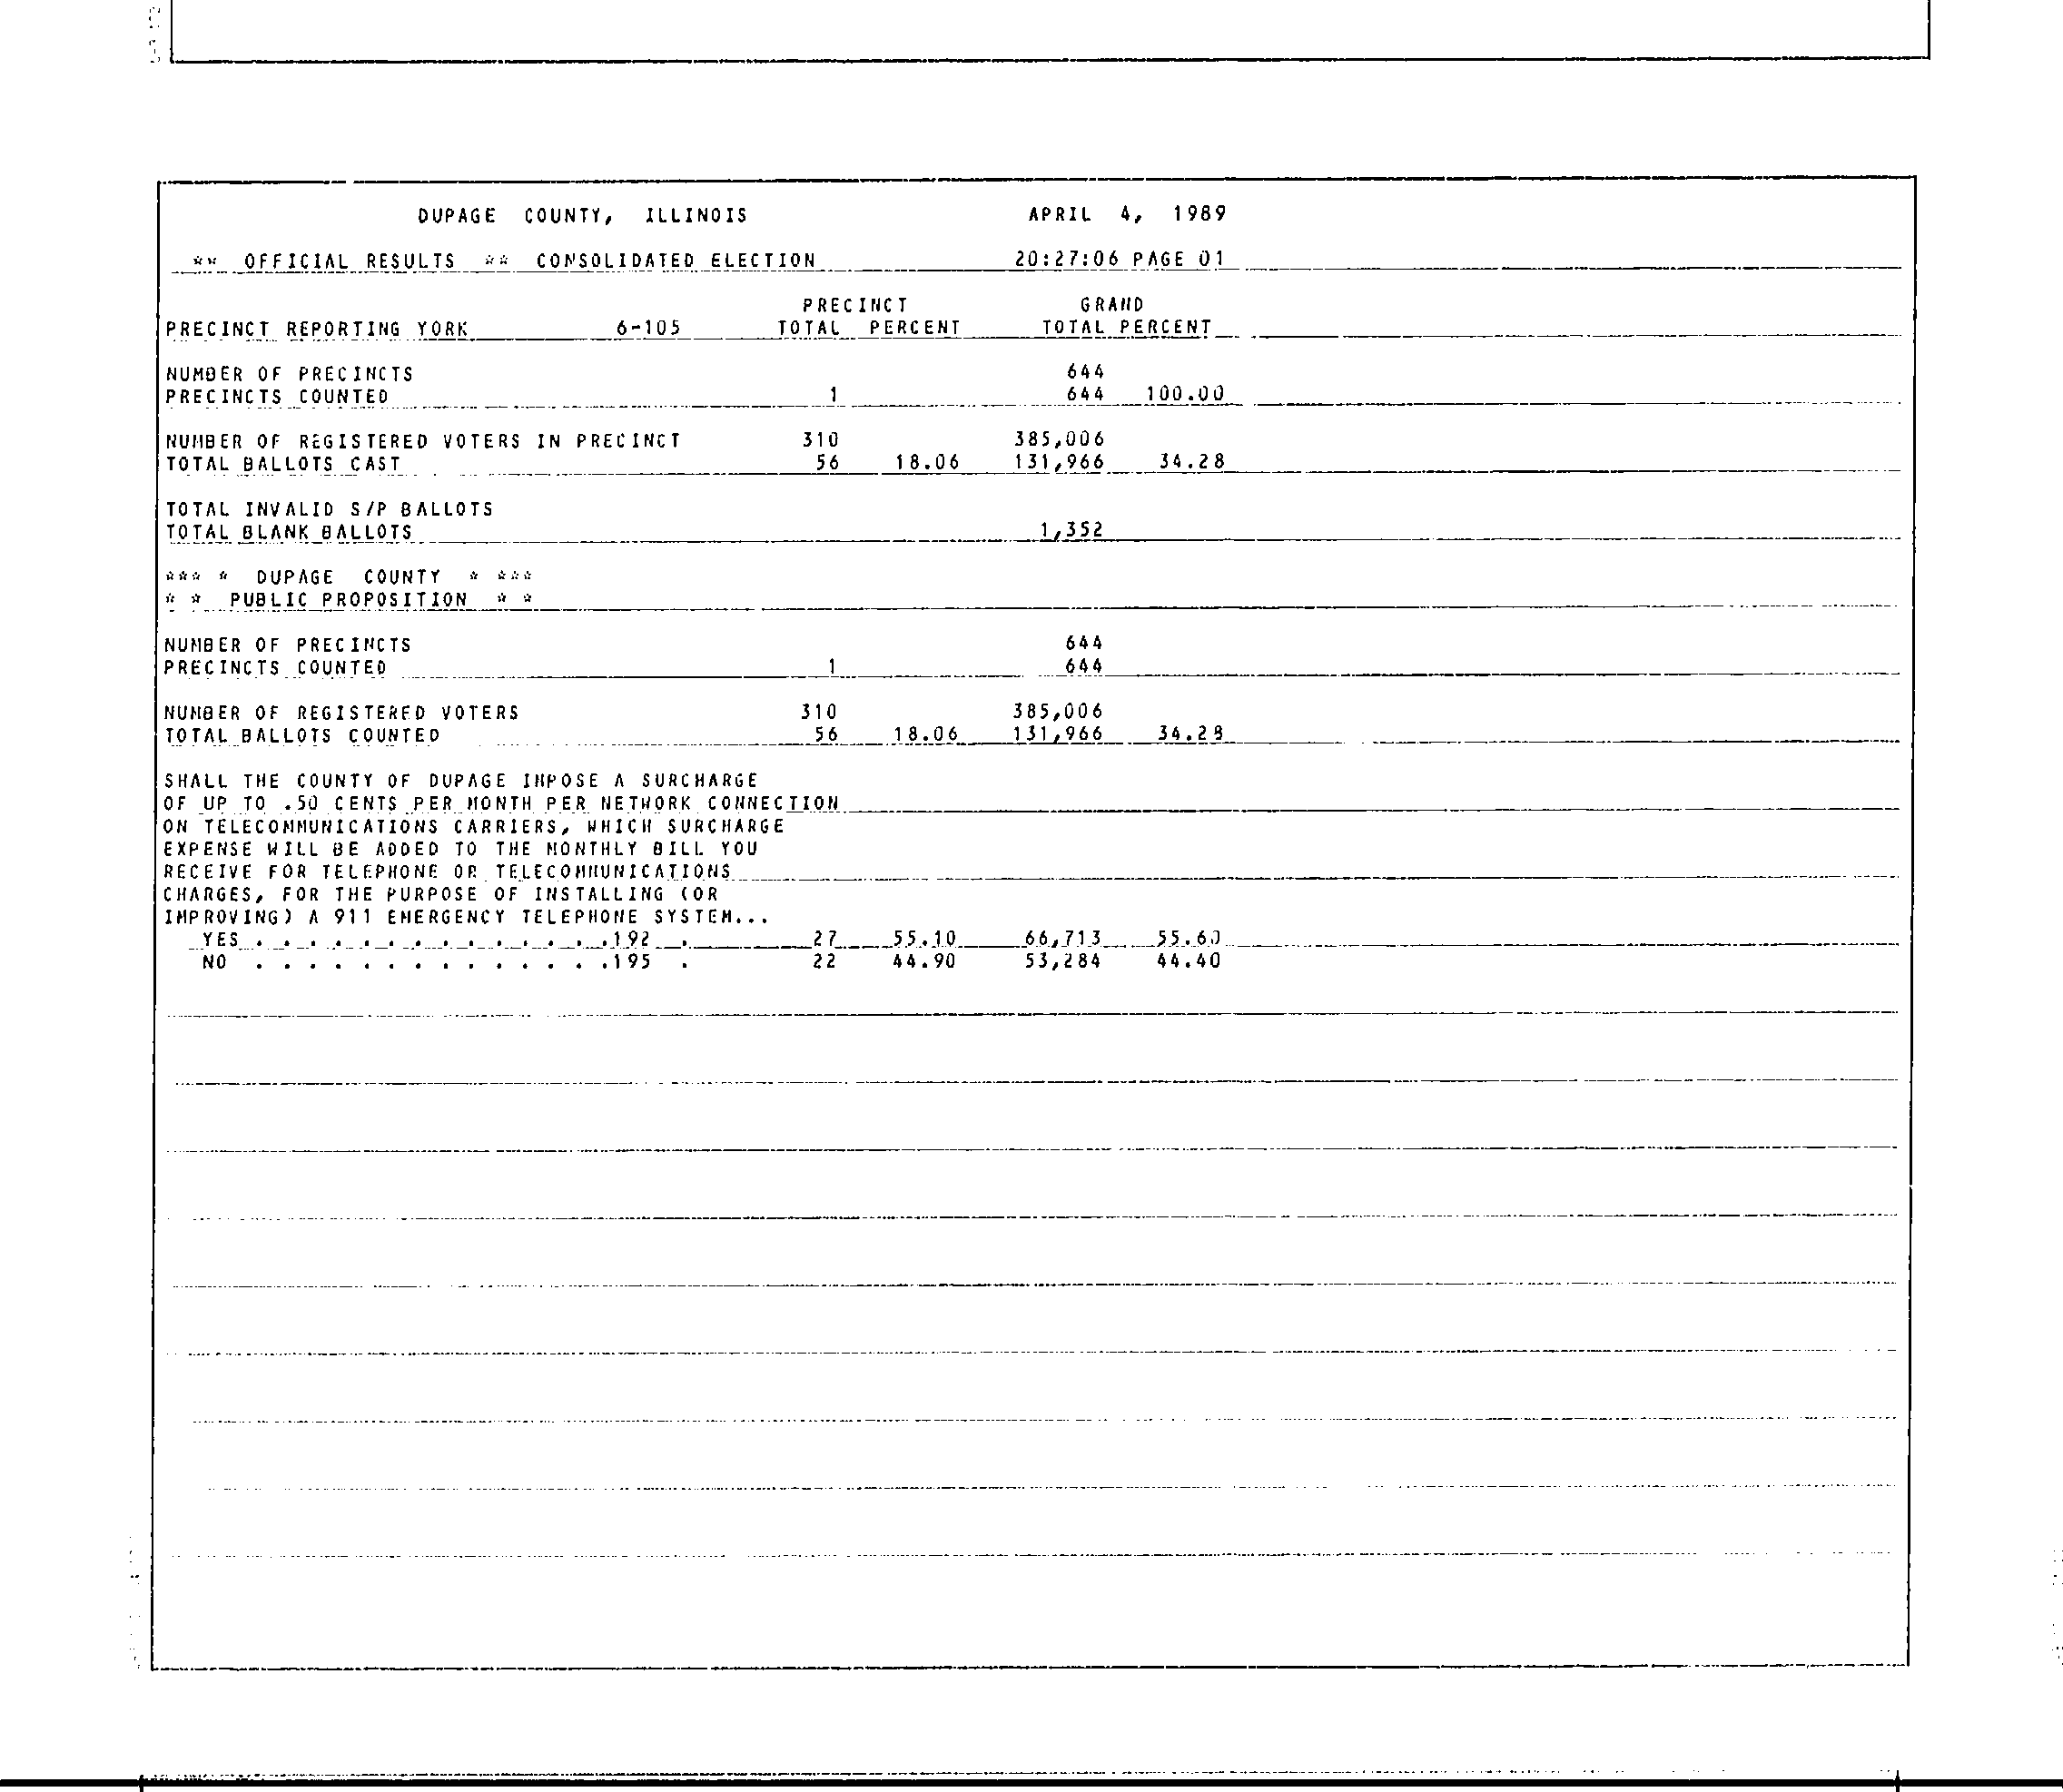 DUPAGE COUNTY, ILLINOIS APRIL 4, 1989
** OFFICIAL RESULTS ** CONSOLIDATED ELECTION 20:27:06 PAGE 01
PRECINCT GRAND
PRECINCT REPORTING YORK 6-105 TOTAL PERCENT TOTAL PERCENT
NUMBER OF PRECINCTS 644
PRECINCTS COUNTED 1 644 100.00
NUMBER OF REGISTERED VOTERS IN PRECINCT 310 385,006
TOTAL BALLOTS CAST 56 18.06 131,966 34.28
TOTAL INVALID S/P BALLOTS
TOTAL BLANK BALLOTS 1,352
*** * DUPAGE COUNTY * ***
* * PUBLIC PROPOSITION * *
NUMBER OF PRECINCTS 644
PRECINCTS COUNTED 1 644
NUMBER OF REGISTERED VOTERS 310 385,006
TOTAL BALLOTS COUNTED 56 18.06 131,966 34.28
SHALL THE COUNTY OF DUPAGE IMPOSE A SURCHARGE
OF UP TO .50 CENTS PER MONTH PER NETWORK CONNECTION
ON TELECOMMUNICATIONS CARRIERS, WHICH SURCHARGE
EXPENSE WILL BE ADDED TO THE MONTHLY BILL YOU
RECEIVE FOR TELEPHONE OR TELECOMMUNICATIONS
CHARGES, FOR THE PURPOSE OF INSTALLING (OR
IMPROVING) A 911 EMERGENCY TELEPHONE SYSTEM...
YES . . . . . . . . . . . . . .192 . 27 55.10 66,713 55.60
NO . . . . . . . . . . . . . .195 . 22 44.90 53,284 44.40